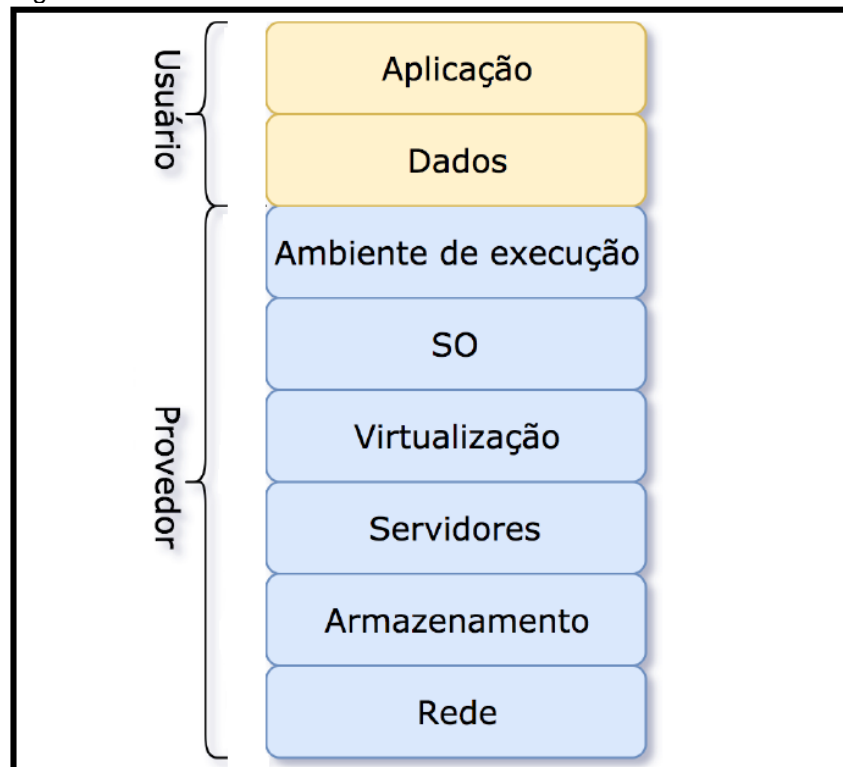 Usuário
Aplicação
Dados
Provedor
Ambiente de execução
SO
Virtualização
Servidores
Armazenamento
Rede